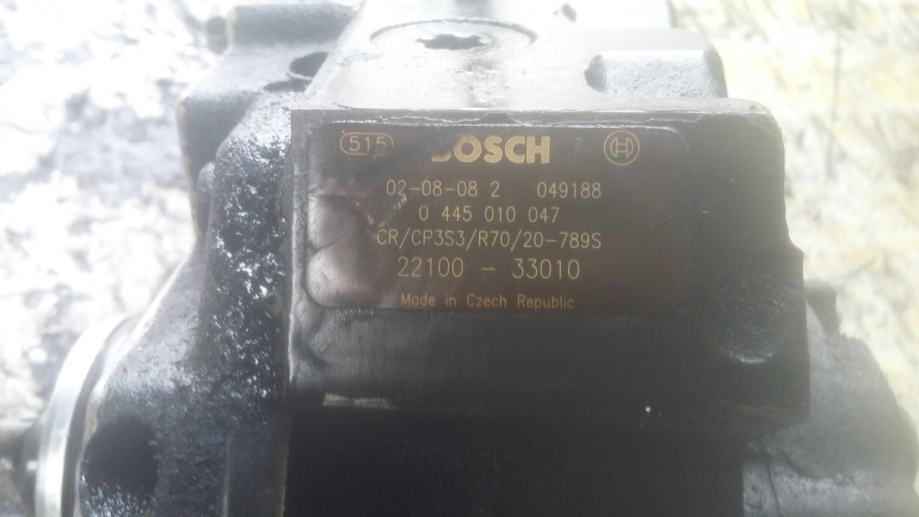 515 BOSCH
02-08-08 2 049188
0 445 010 047
CR/CP3S3/R70/20-789S
22100 - 33010
Made in Czech Republic